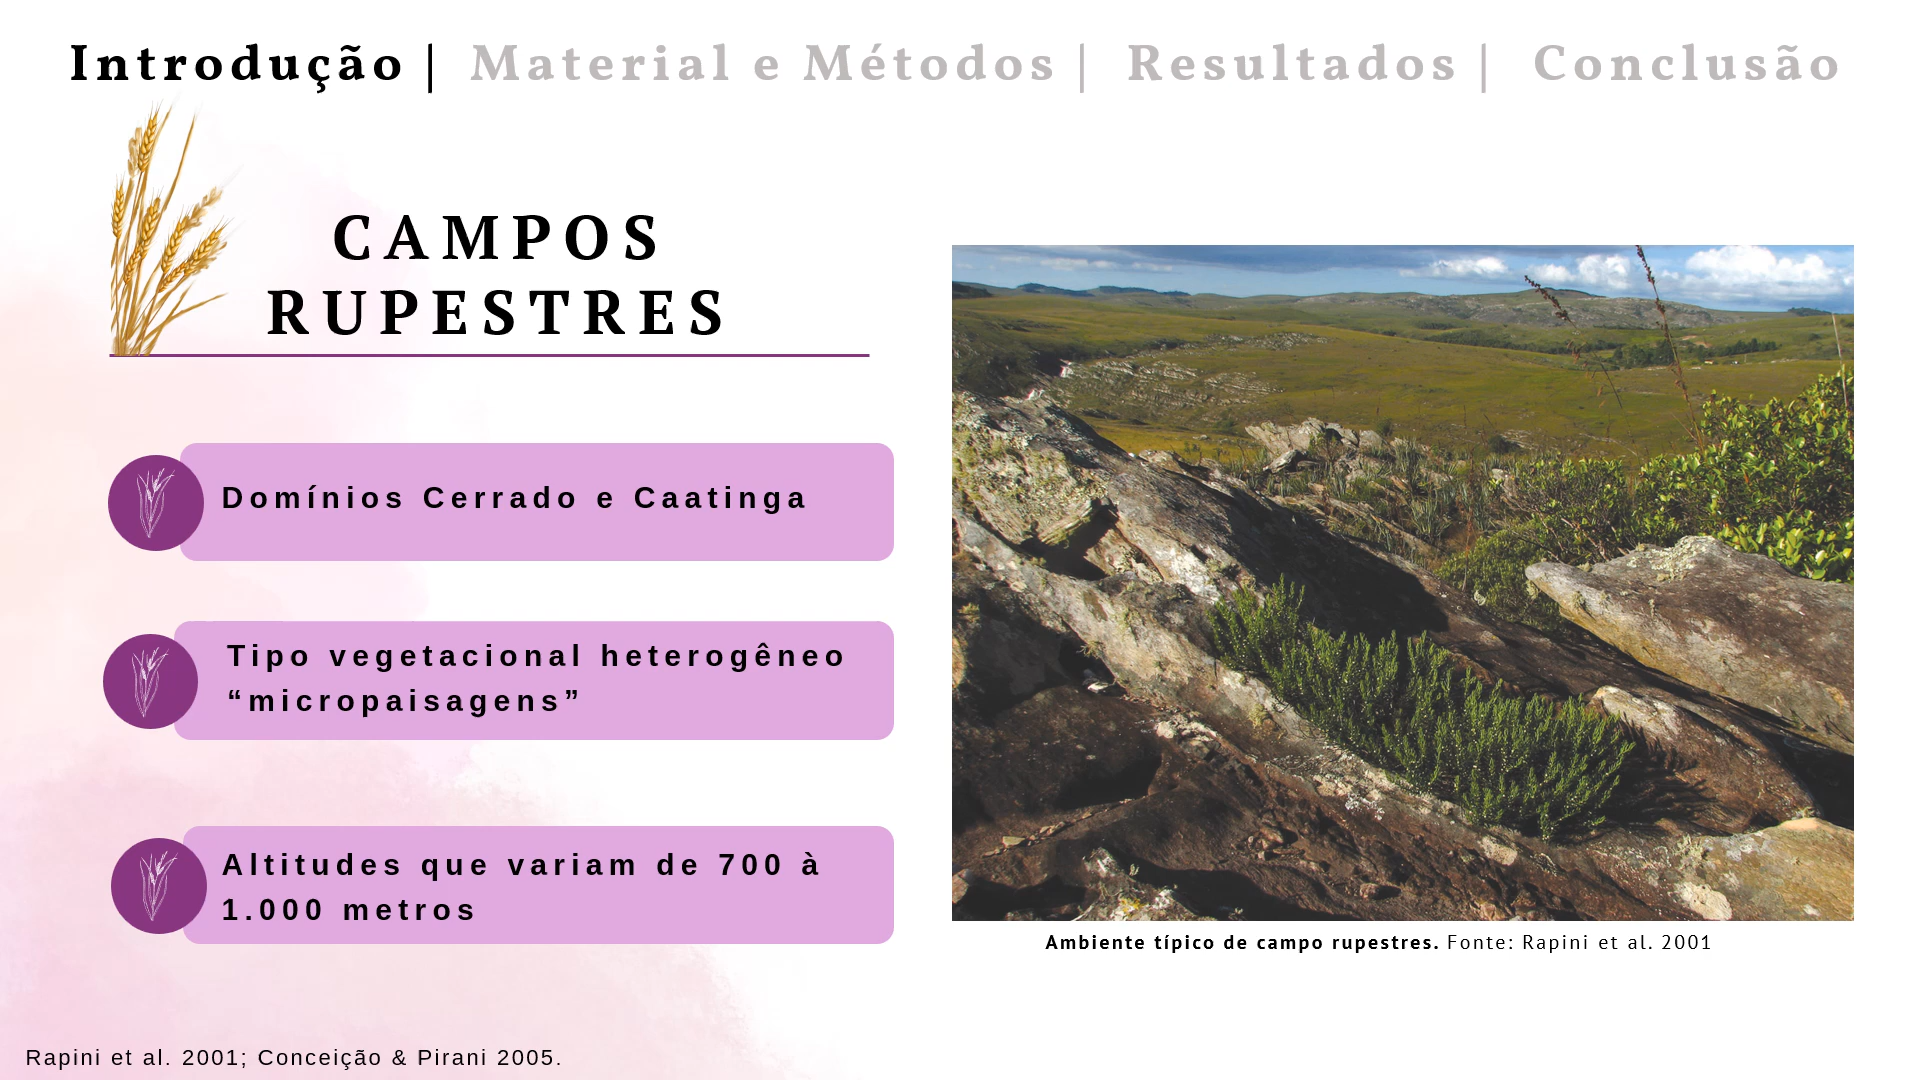 Introdução | Material e Métodos | Resultados | Conclusão
CAMPOS
RUPESTRES
Domínios Cerrado e Caatinga
Tipo vegetacional heterogêneo
“micropaisagens”
Altitudes que variam de 700 à
1.000 metros
Ambiente típico de campo rupestres. Fonte: Rapini et al. 2001
Rapini et al. 2001; Conceição & Pirani 2005.